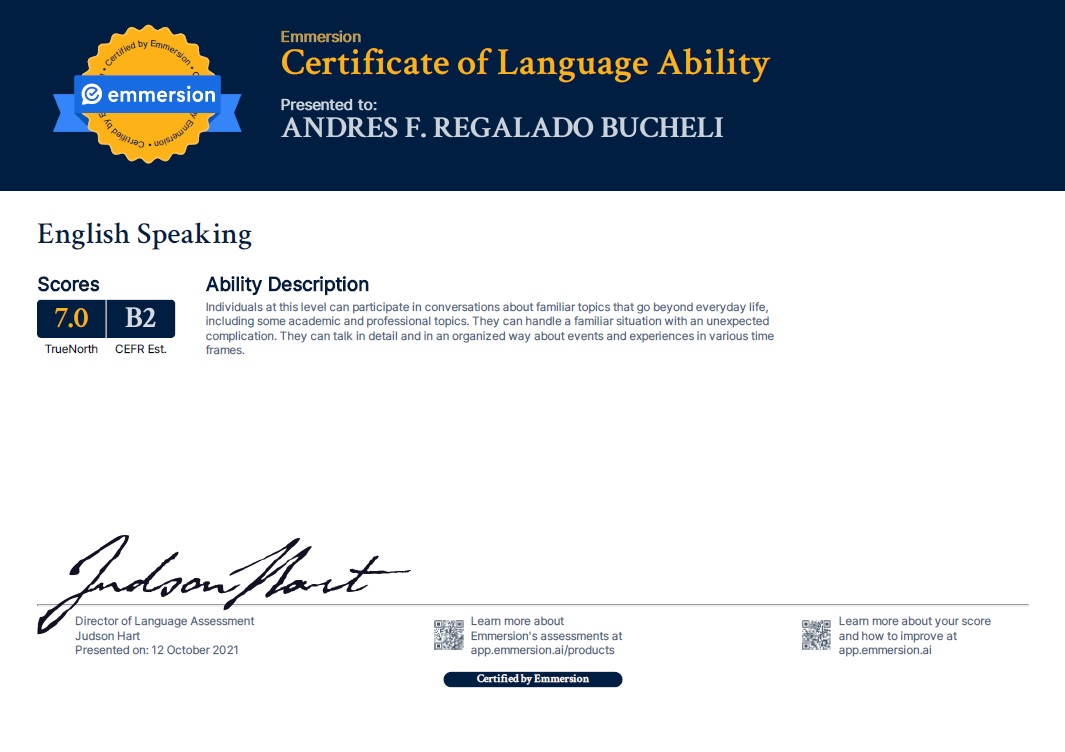 Certified by Emmersion
emmersion
Certified by Emmersion
Emmersion
Certificate of Language Ability
Presented to:
ANDRES F. REGALADO BUCHELI
English Speaking
Scores
7.0 B2
TrueNorth CEFR Est.
Ability Description
Individuals at this level can participate in conversations about familiar topics that go beyond everyday life,
including some academic and professional topics. They can handle a familiar situation with an unexpected
complication. They can talk in detail and in an organized way about events and experiences in various time
frames.
Judson Hart
Director of Language Assessment
Judson Hart
Presented on: 12 October 2021
Learn more about
Emmersion's assessments at
app.emmersion.ai/products
Learn more about your score
and how to improve at
app.emmersion.ai
Certified by Emmersion